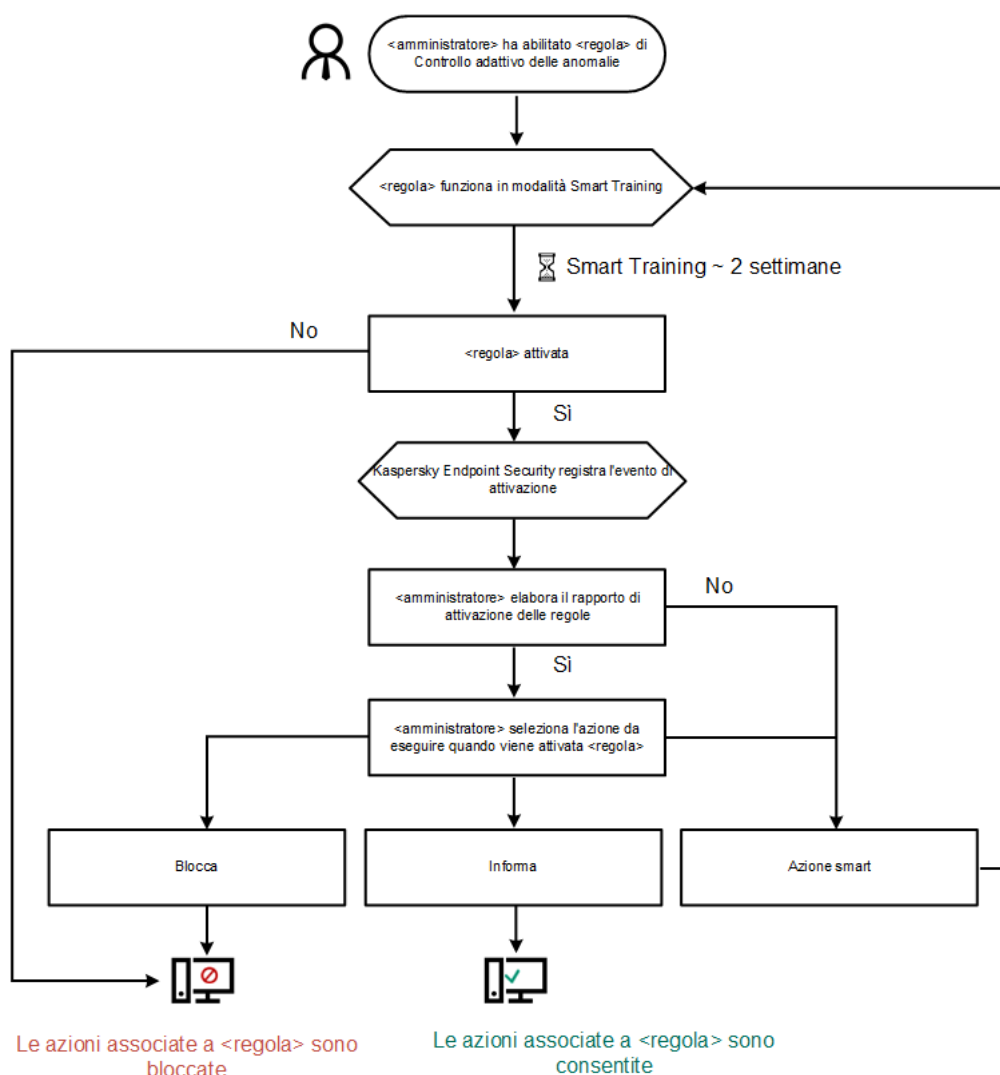 <amministratore> ha abilitato <regola> di
Controllo adattivo delle anomalie
<regola> funziona in modalità Smart Training
Smart Training ~ 2 settimane
No
<regola> attivata
Sì
Kaspersky Endpoint Security registra l'evento di
attivazione
<amministratore> elabora il rapporto di
attivazione delle regole
No
Sì
<amministratore> seleziona l'azione da
eseguire quando viene attivata <regola>
Blocca
Informa
Azione smart
Le azioni associate a <regola> sono
bloccate
Le azioni associate a <regola> sono
consentite